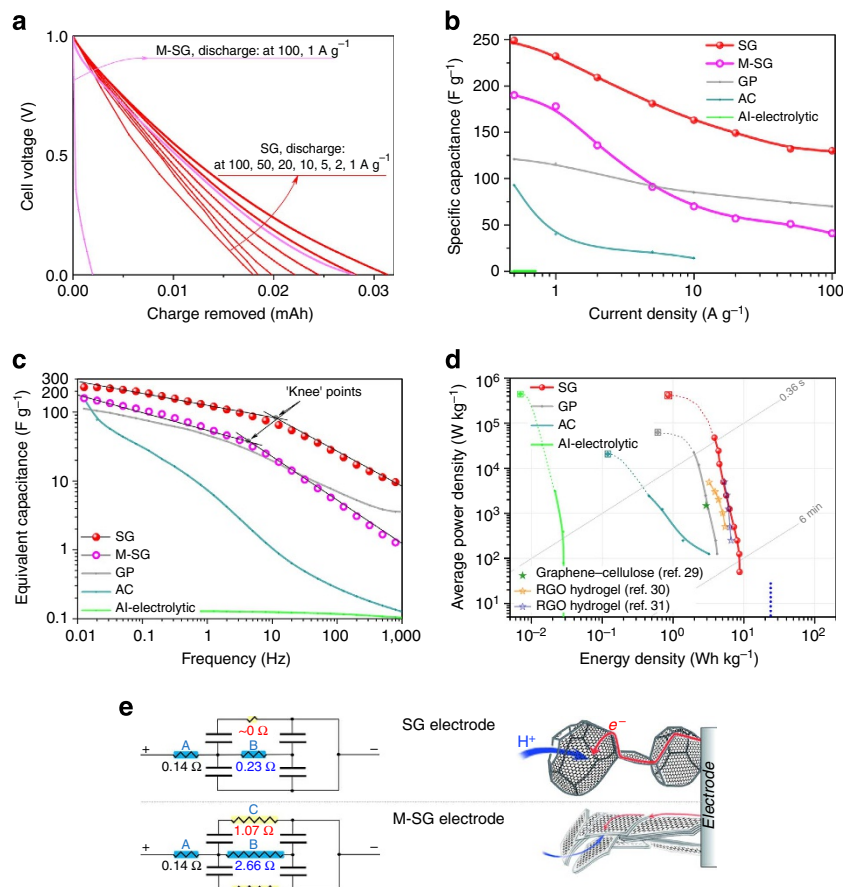 a
1.0
0.5
0.0
Cell voltage (V)
M-SG, discharge: at 100, 1 A g⁻¹
SG, discharge:
at 100, 50, 20, 10, 5, 2, 1 A g⁻¹
0.00 0.01 0.02 0.03
Charge removed (mAh)
b
250
200
150
100
50
0
Specific capacitance (F g⁻¹)
SG
M-SG
GP
AC
Al-electrolytic
1 10 100
Current density (A g⁻¹)
c
300
200
100
10
1
0.1
Equivalent capacitance (F g⁻¹)
'Knee' points
SG
M-SG
GP
AC
Al-electrolytic
0.01 0.1 1 10 100 1,000
Frequency (Hz)
d
10⁶
10⁵
10⁴
10³
10²
10¹
Average power density (W kg⁻¹)
SG
GP
AC
Al-electrolytic
0.36 s
6 min
Graphene–cellulose (ref. 29)
RGO hydrogel (ref. 30)
RGO hydrogel (ref. 31)
10⁻² 10⁻¹ 10⁰ 10¹ 10²
Energy density (Wh kg⁻¹)
e
SG electrode
~0 Ω
+ A B −
0.14 Ω 0.23 Ω
H⁺
e⁻
Electrode
M-SG electrode
C
1.07 Ω
+ A B −
0.14 Ω 2.66 Ω